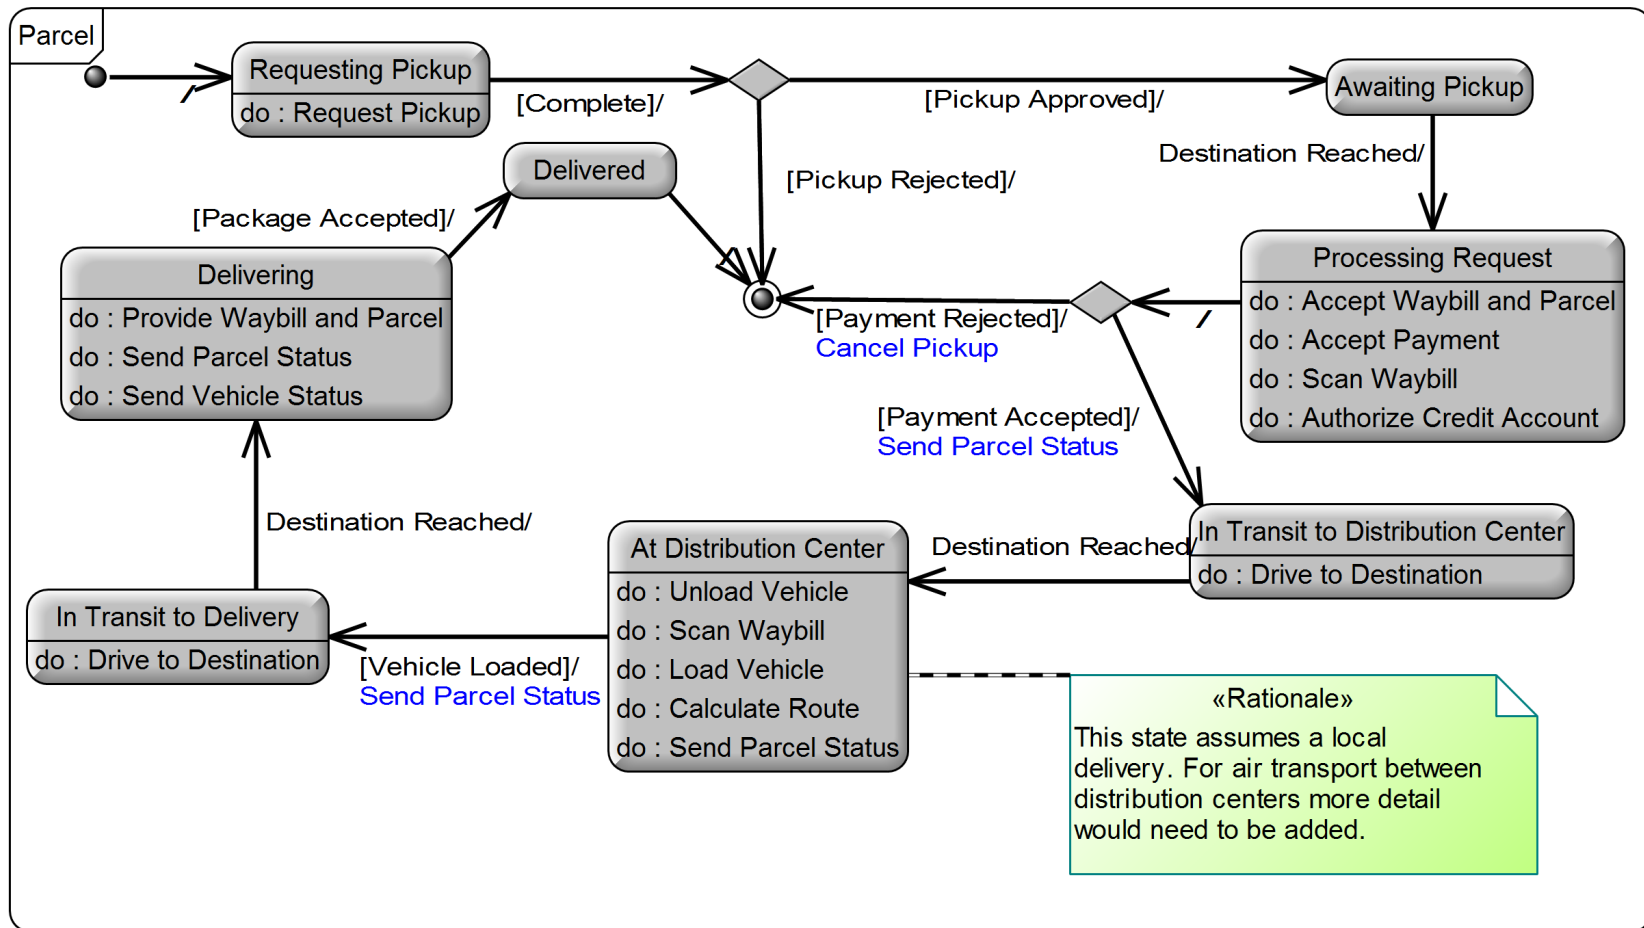 Parcel
Requesting Pickup
do : Request Pickup
/
[Complete]/
[Pickup Approved]/
Awaiting Pickup
Destination Reached/
[Pickup Rejected]/
Delivered
/
[Package Accepted]/
Delivering
do : Provide Waybill and Parcel
do : Send Parcel Status
do : Send Vehicle Status
Processing Request
do : Accept Waybill and Parcel
do : Accept Payment
do : Scan Waybill
do : Authorize Credit Account
/
[Payment Rejected]/
Cancel Pickup
[Payment Accepted]/
Send Parcel Status
In Transit to Distribution Center
do : Drive to Destination
Destination Reached/
At Distribution Center
do : Unload Vehicle
do : Scan Waybill
do : Load Vehicle
do : Calculate Route
do : Send Parcel Status
Destination Reached/
In Transit to Delivery
do : Drive to Destination
[Vehicle Loaded]/
Send Parcel Status
«Rationale»
This state assumes a local
delivery. For air transport between
distribution centers more detail
would need to be added.